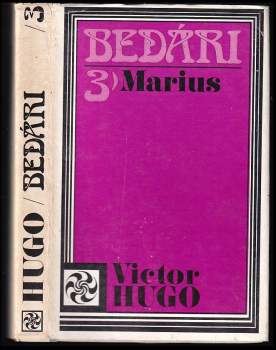 HUGO / BEDÁRI / 3
BEDÁRI
3) Marius
Victor
HUGO